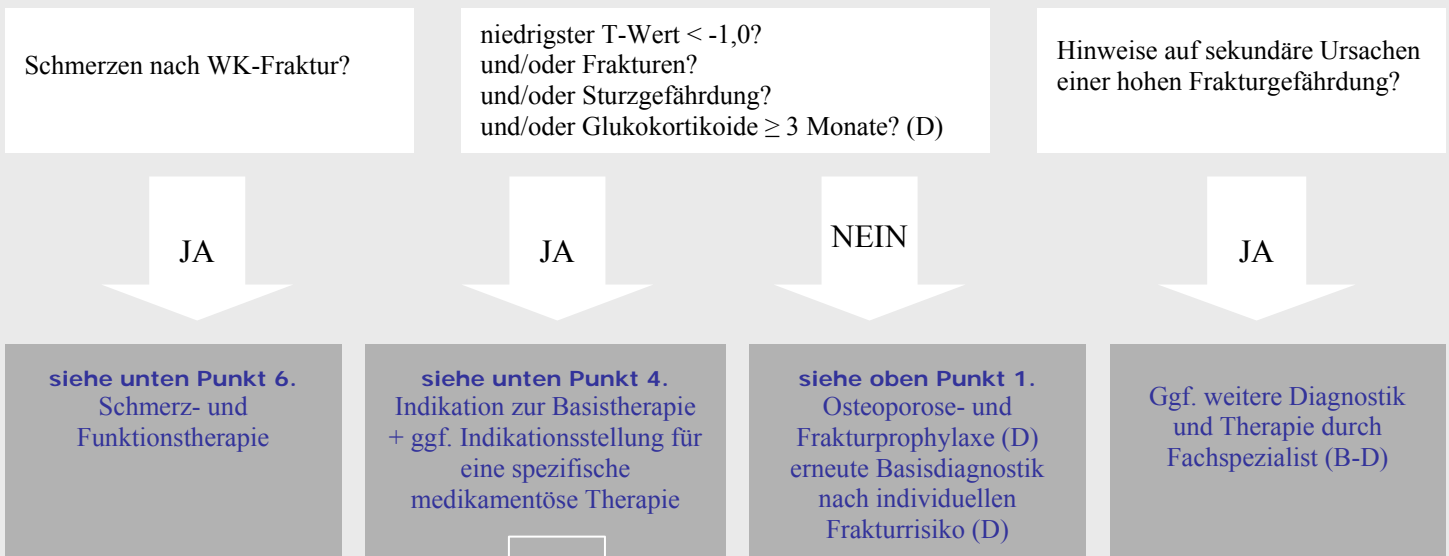 Schmerzen nach WK-Fraktur?
niedrigster T-Wert < -1,0?
und/oder Frakturen?
und/oder Sturzgefährdung?
und/oder Glukokortikoide ≥ 3 Monate? (D)
Hinweise auf sekundäre Ursachen
einer hohen Frakturgefährdung?
JA
JA
NEIN
JA
siehe unten Punkt 6.
Schmerz- und
Funktionstherapie
siehe unten Punkt 4.
Indikation zur Basistherapie
+ ggf. Indikationsstellung für
eine spezifische
medikamentöse Therapie
siehe oben Punkt 1.
Osteoporose- und
Frakturprophylaxe (D)
erneute Basisdiagnostik
nach individuellen
Frakturrisiko (D)
Ggf. weitere Diagnostik
und Therapie durch
Fachspezialist (B-D)